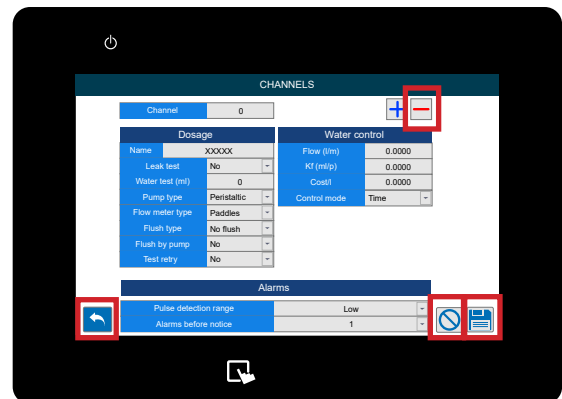 CHANNELS
Channel 0
Dosage
Name XXXXX
Leak test No
Water test (ml) 0
Pump type Peristaltic
Flow meter type Paddles
Flush type No flush
Flush by pump No
Test retry No
Water control
Flow (l/m) 0.0000
Kf (ml/p) 0.0000
Cost/l 0.0000
Control mode Time
Alarms
Pulse detection range Low
Alarms before notice 1